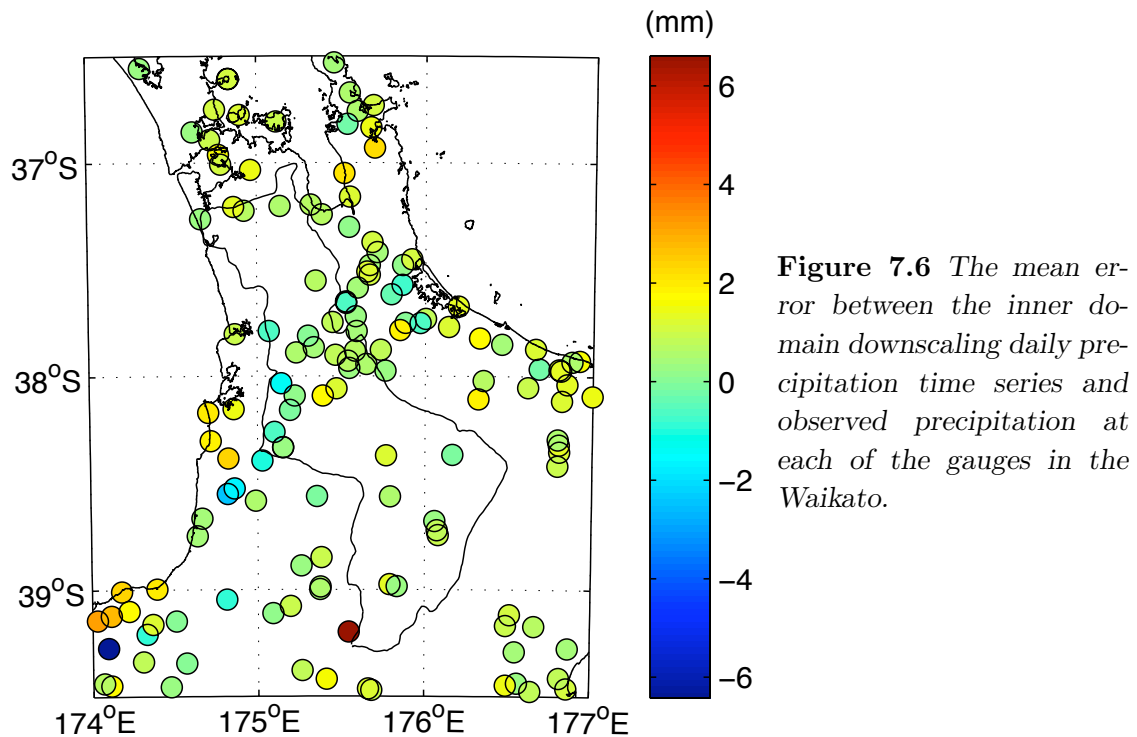 (mm)
6
4
2
0
−2
−4
−6
37°S
38°S
39°S
174°E
175°E
176°E
177°E
Figure 7.6 The mean er-
ror between the inner do-
main downscaling daily pre-
cipitation time series and
observed precipitation at
each of the gauges in the
Waikato.